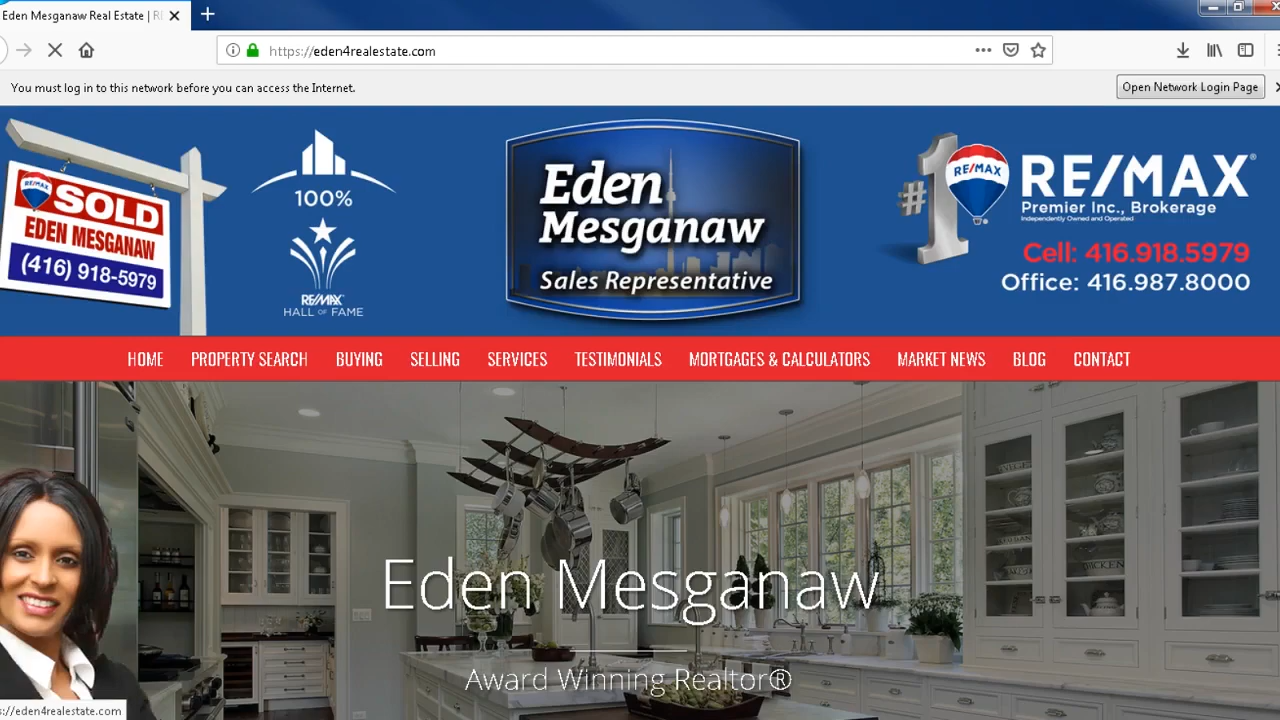 Eden Mesganaw Real Estate | R
https://eden4realestate.com
You must log in to this network before you can access the Internet.
Open Network Login Page
RE/MAX
SOLD
EDEN MESGANAW
(416) 918-5979
100%
RE/MAX
HALL OF FAME
Eden
Mesganaw
Sales Representative
#1
RE/MAX
RE/MAX®
Premier Inc., Brokerage
Independently Owned and Operated
Cell: 416.918.5979
Office: 416.987.8000
HOME PROPERTY SEARCH BUYING SELLING SERVICES TESTIMONIALS MORTGAGES & CALCULATORS MARKET NEWS BLOG CONTACT
CHICKEN
Eden Mesganaw
Award Winning Realtor®
s://eden4realestate.com